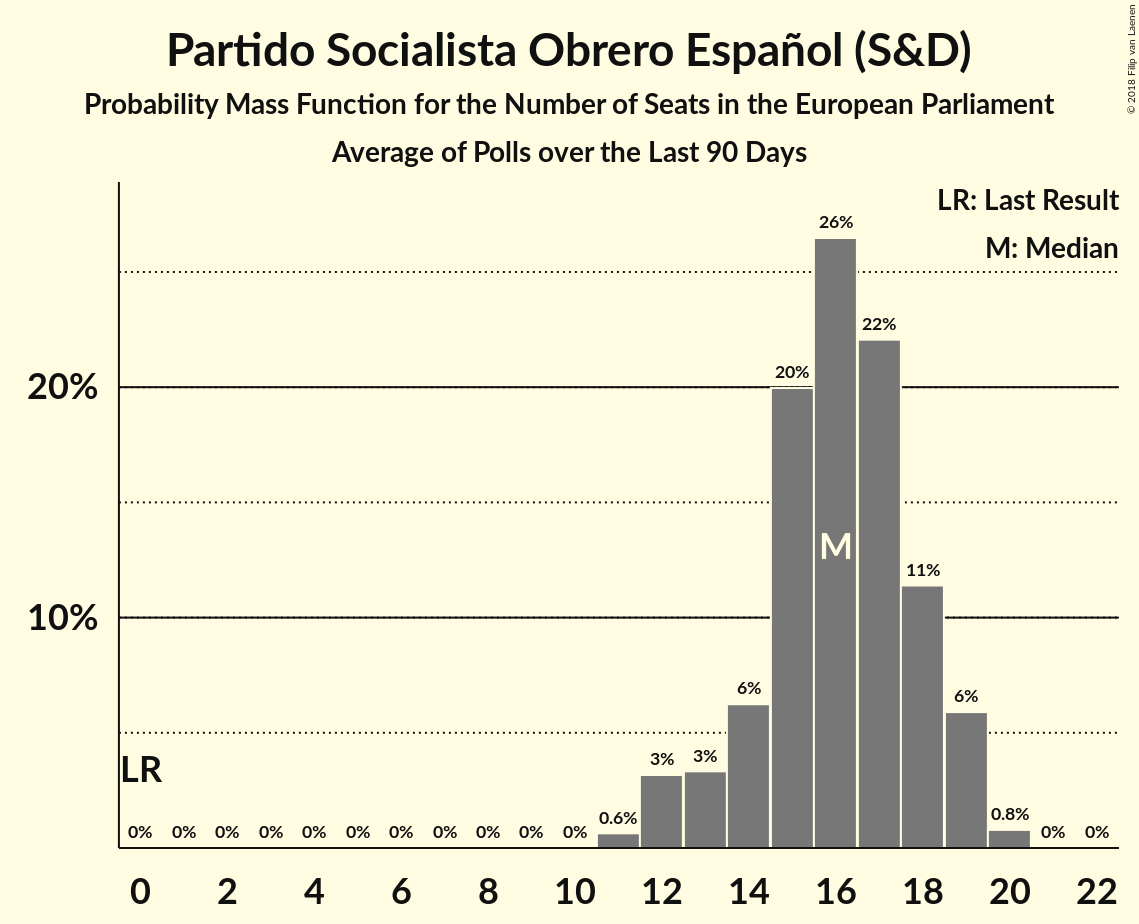 Partido Socialista Obrero Español (S&D)
Probability Mass Function for the Number of Seats in the European Parliament
Average of Polls over the Last 90 Days
© 2018 Filip van Laenen
LR: Last Result
M: Median
26%
22%
20%
20%
M
11%
10%
6%
6%
3%
3%
LR
0.6%
0.8%
0% 0% 0% 0% 0% 0% 0% 0% 0% 0% 0% 0% 0%
0 2 4 6 8 10 12 14 16 18 20 22